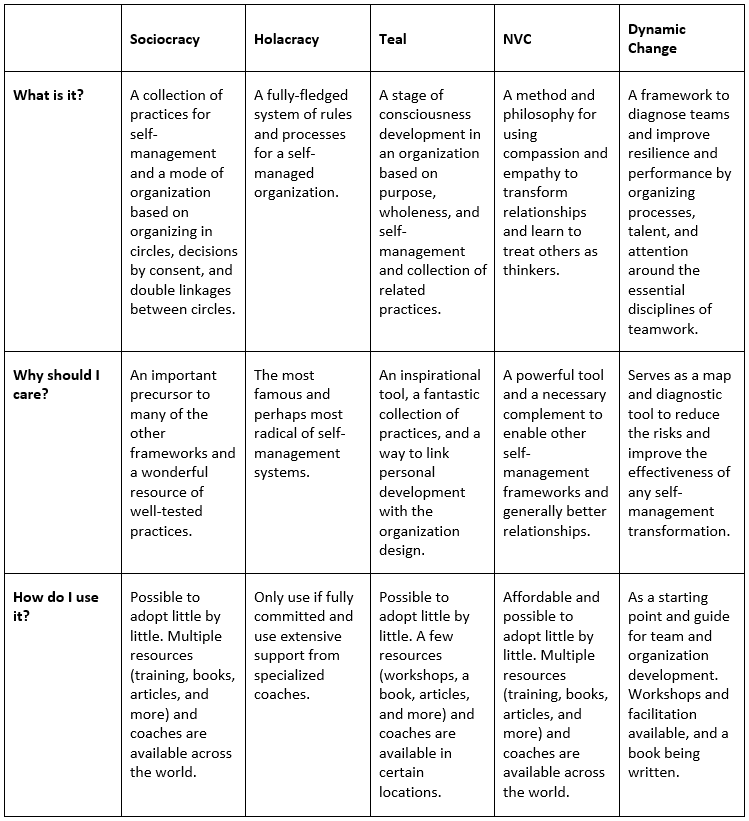 Sociocracy
Holacracy
Teal
NVC
Dynamic
Change
What is it?
A collection of
practices for
self-
management
and a mode of
organization
based on
organizing in
circles, decisions
by consent, and
double linkages
between circles.
A fully-fledged
system of rules
and processes
for a self-
managed
organization.
A stage of
consciousness
development in
an organization
based on
purpose,
wholeness, and
self-
management
and collection of
related
practices.
A method and
philosophy for
using
compassion and
empathy to
transform
relationships
and learn to
treat others as
thinkers.
A framework to
diagnose teams
and improve
resilience and
performance by
organizing
processes,
talent, and
attention
around the
essential
disciplines of
teamwork.
Why should I
care?
An important
precursor to
many of the
other
frameworks and
a wonderful
resource of
well-tested
practices.
The most
famous and
perhaps most
radical of self-
management
systems.
An inspirational
tool, a fantastic
collection of
practices, and a
way to link
personal
development
with the
organization
design.
A powerful tool
and a necessary
complement to
enable other
self-
management
frameworks and
generally better
relationships.
Serves as a map
and diagnostic
tool to reduce
the risks and
improve the
effectiveness of
any self-
management
transformation.
How do I use
it?
Possible to
adopt little by
little. Multiple
resources
(training, books,
articles, and
more) and
coaches are
available across
the world.
Only use if fully
committed and
use extensive
support from
specialized
coaches.
Possible to
adopt little by
little. A few
resources
(workshops, a
book, articles,
and more) and
coaches are
available in
certain
locations.
Affordable and
possible to
adopt little by
little. Multiple
resources
(training, books,
articles, and
more) and
coaches are
available across
the world.
As a starting
point and guide
for team and
organization
development.
Workshops and
facilitation
available, and a
book being
written.